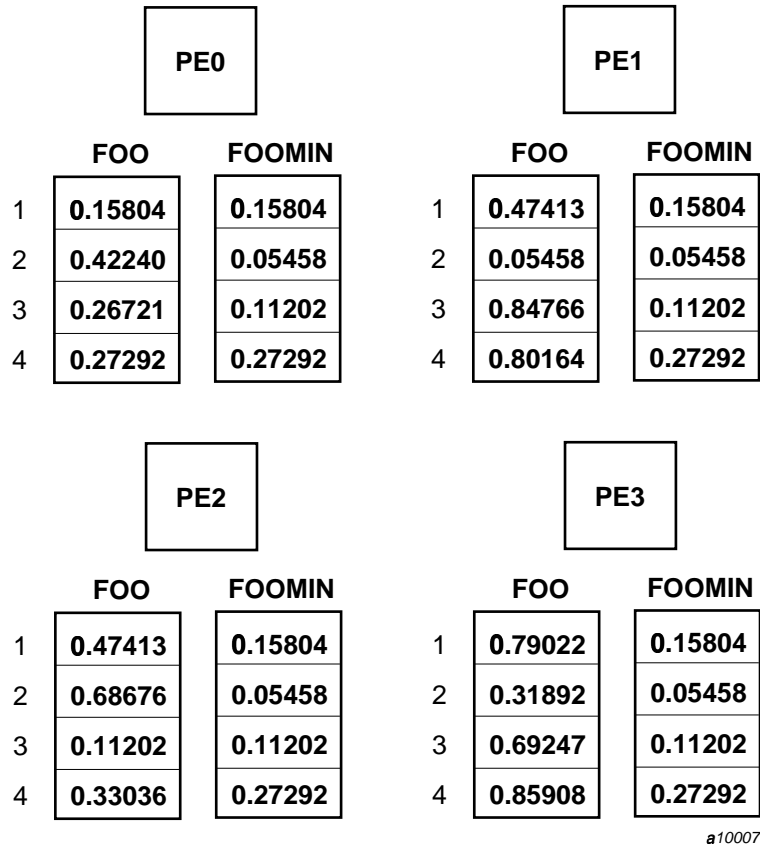 PE0 PE1
FOO FOOMIN FOO FOOMIN
1 0.15804 0.15804 1 0.47413 0.15804
2 0.42240 0.05458 2 0.05458 0.05458
3 0.26721 0.11202 3 0.84766 0.11202
4 0.27292 0.27292 4 0.80164 0.27292
PE2 PE3
FOO FOOMIN FOO FOOMIN
1 0.47413 0.15804 1 0.79022 0.15804
2 0.68676 0.05458 2 0.31892 0.05458
3 0.11202 0.11202 3 0.69247 0.11202
4 0.33036 0.27292 4 0.85908 0.27292
a10007